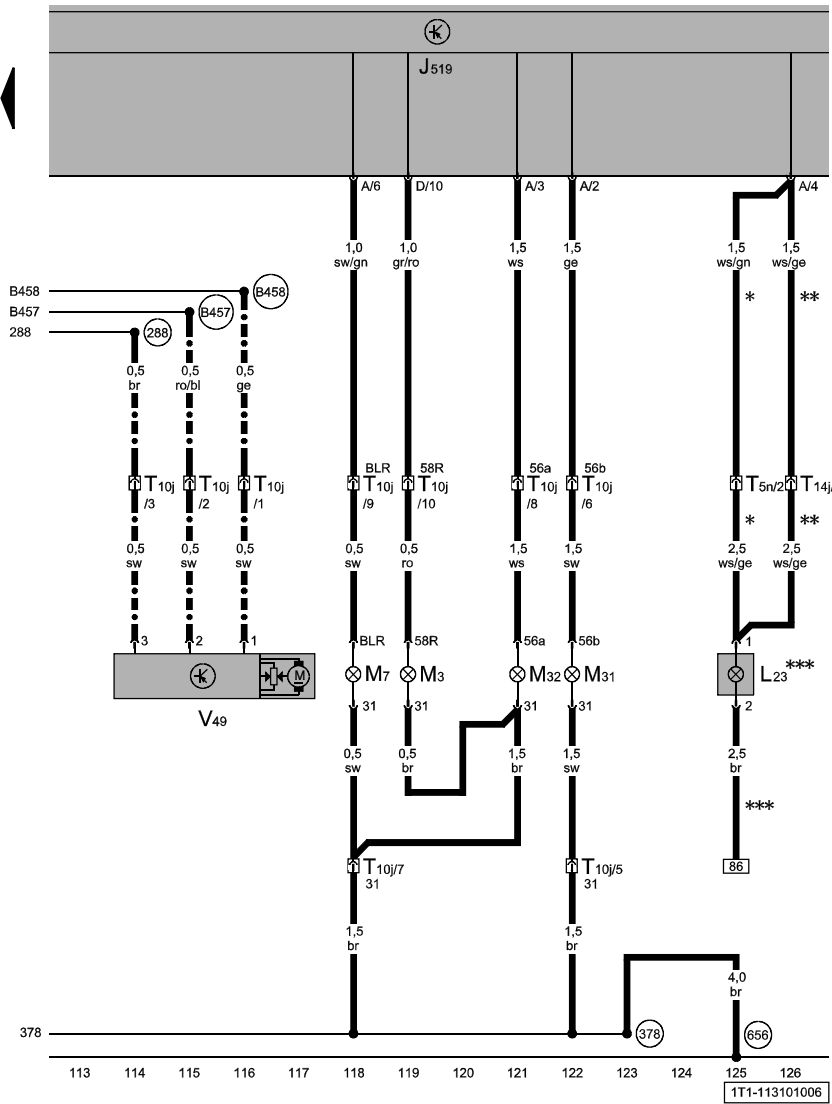 J519
A/6 D/10 A/3 A/2 A/4
1,0 1,0 1,5 1,5 1,5 1,5
sw/gn gr/ro ws ge ws/gn ws/ge
B458 B458
* **
B457 B457
288 288
0,5 0,5 0,5
br ro/bl ge
BLR 58R 56a 56b
T10j T10j T10j T10j T10j T10j T10j T5n/2 T14j/
/3 /2 /1 /9 /10 /8 /6
* **
0,5 0,5 0,5 0,5 0,5 1,5 1,5 2,5 2,5
sw sw sw sw ro ws sw ws/ge ws/ge
3 2 1 BLR 58R 56a 56b 1
M M7 M3 M32 M31 L23 ***
31 31 31 31 2
V49
0,5 0,5 1,5 1,5 2,5
sw br br sw br
***
T10j/7 T10j/5 86
31 31
1,5 1,5
br br
4,0
br
378 378 656
113 114 115 116 117 118 119 120 121 122 123 124 125 126
1T1-113101006